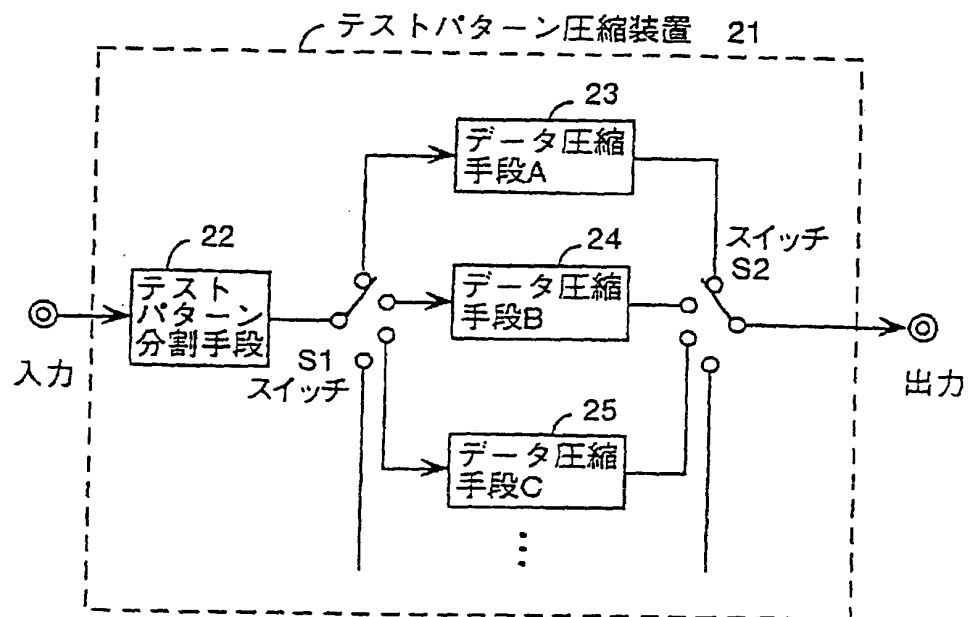 テストパターン圧縮装置 21
23
データ圧縮
手段A
22
テスト
パターン
分割手段
24
データ圧縮
手段B
スイッチ
S2
入力
S1
スイッチ
出力
25
データ圧縮
手段C